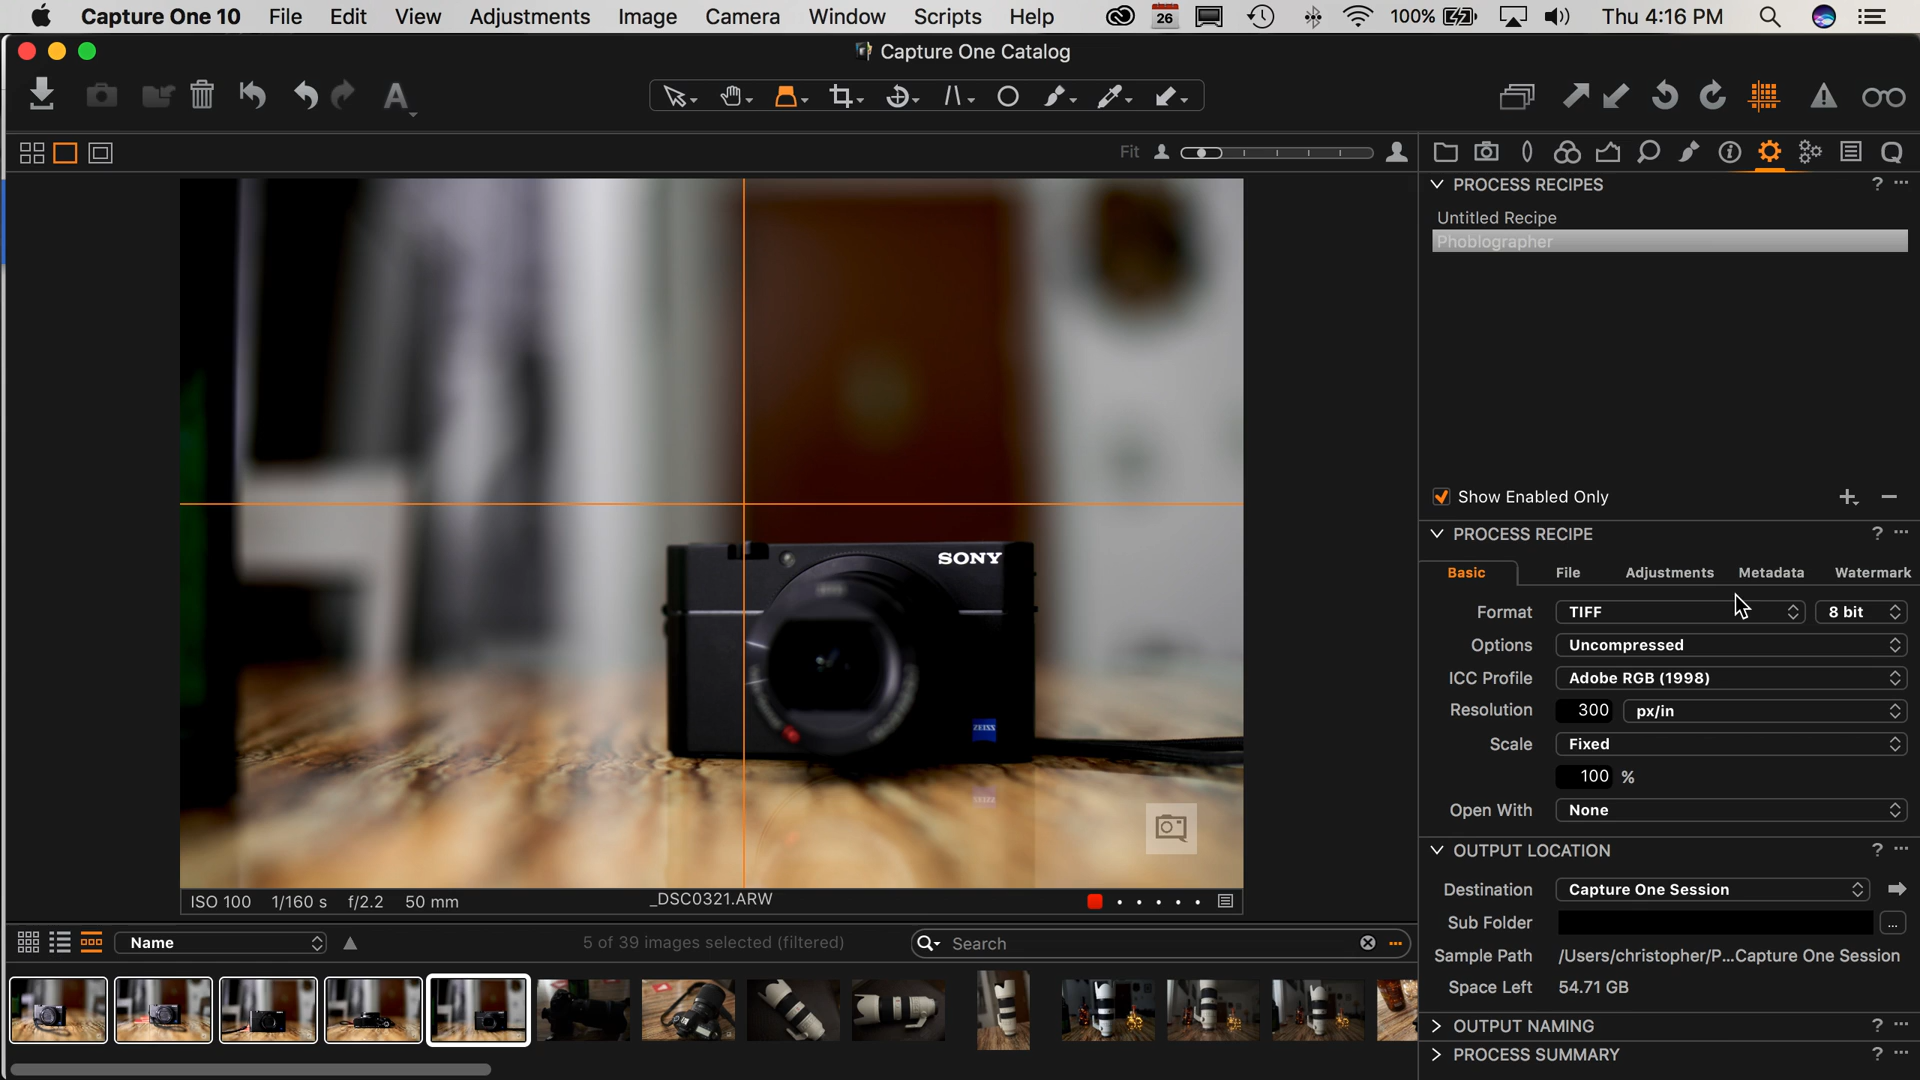 Capture One 10 File Edit View Adjustments Image Camera Window Scripts Help 26 100% Thu 4:16 PM
Capture One Catalog
A
Fit
PROCESS RECIPES ? ...
Untitled Recipe
Phoblographer
Show Enabled Only + −
PROCESS RECIPE ? ...
Basic File Adjustments Metadata Watermark
Format TIFF 8 bit
Options Uncompressed
ICC Profile Adobe RGB (1998)
Resolution 300 px/in
Scale Fixed
100 %
Open With None
OUTPUT LOCATION ? ...
Destination Capture One Session
Sub Folder ...
Sample Path /Users/christopher/P...Capture One Session
Space Left 54.71 GB
OUTPUT NAMING ? ...
PROCESS SUMMARY ? ...
SONY
ZEISS
ISO 100 1/160 s f/2.2 50 mm _DSC0321.ARW
Name 5 of 39 images selected (filtered) Search